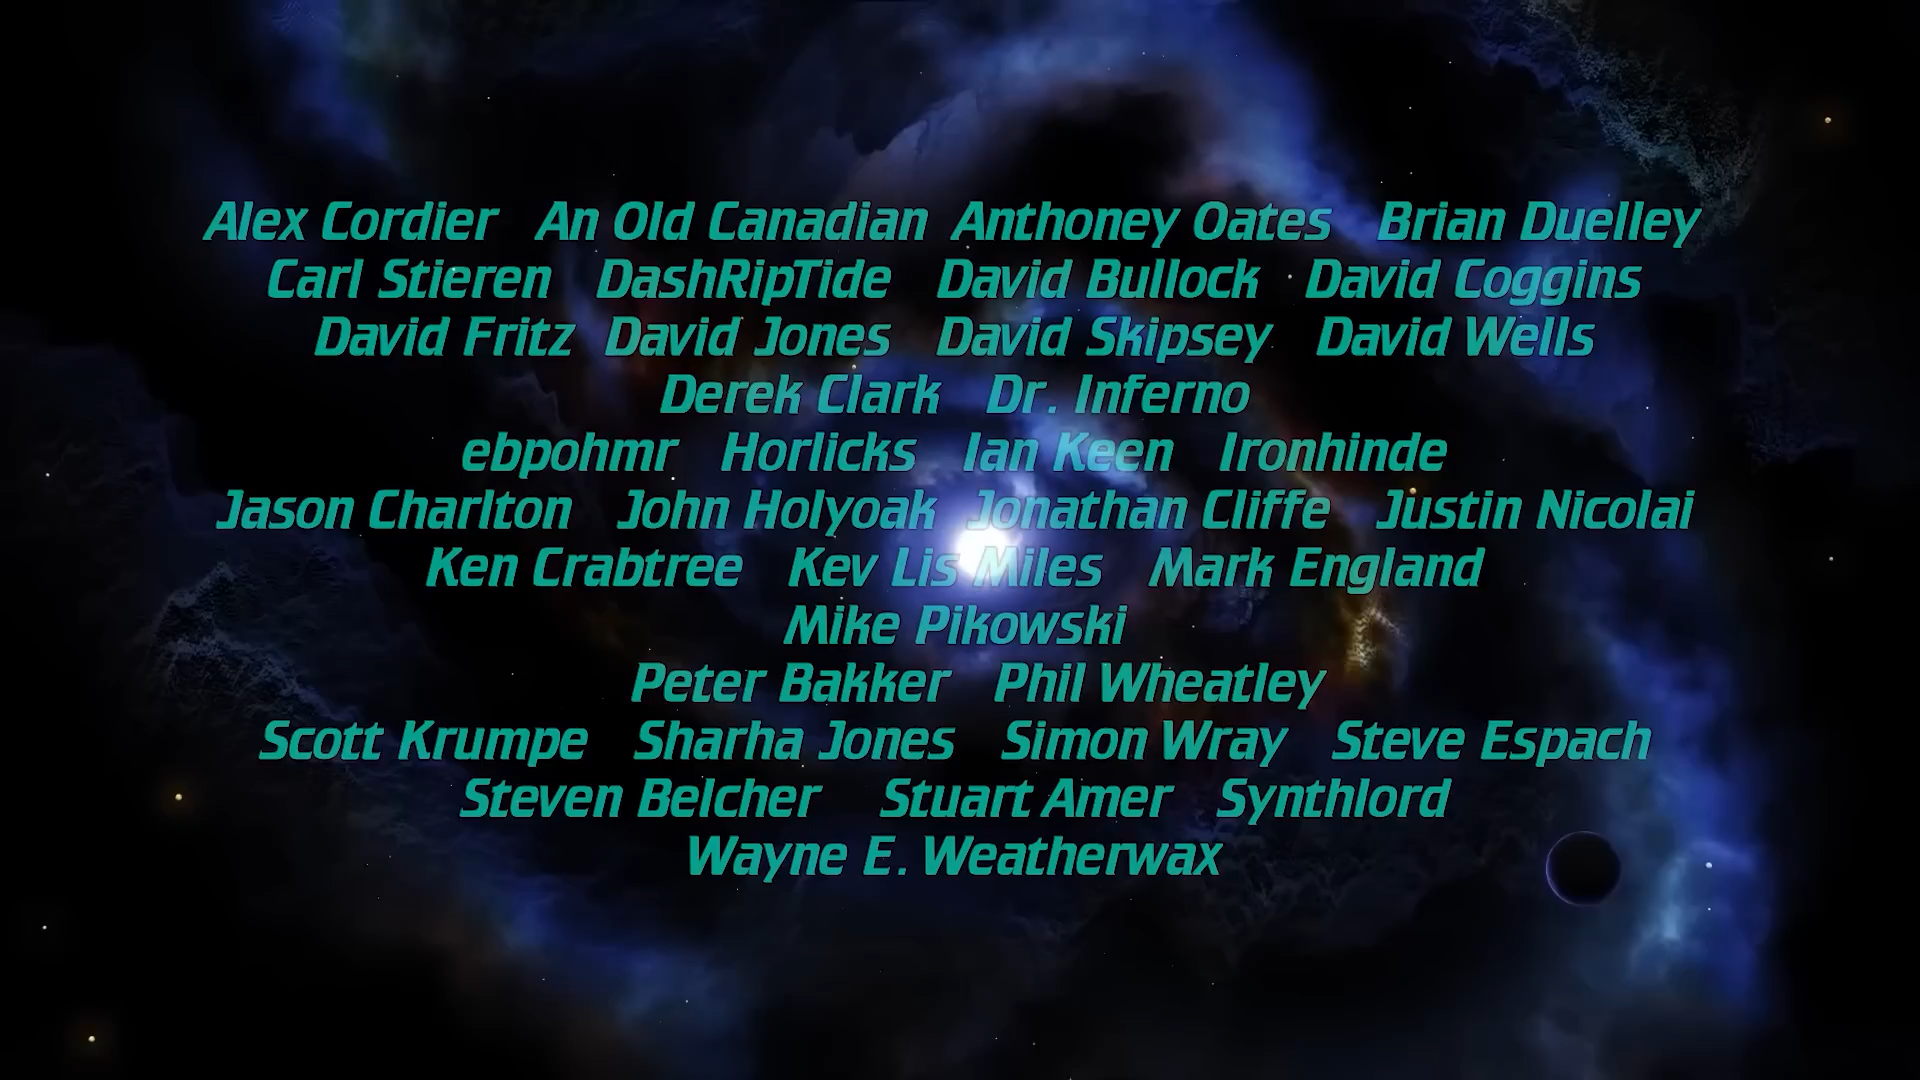 Alex Cordier An Old Canadian Anthoney Oates Brian Duelley
Carl Stieren DashRipTide David Bullock David Coggins
David Fritz David Jones David Skipsey David Wells
Derek Clark Dr. Inferno
ebpohmr Horlicks Ian Keen Ironhinde
Jason Charlton John Holyoak Jonathan Cliffe Justin Nicolai
Ken Crabtree Kev Lis Miles Mark England
Mike Pikowski
Peter Bakker Phil Wheatley
Scott Krumpe Sharha Jones Simon Wray Steve Espach
Steven Belcher Stuart Amer Synthlord
Wayne E. Weatherwax